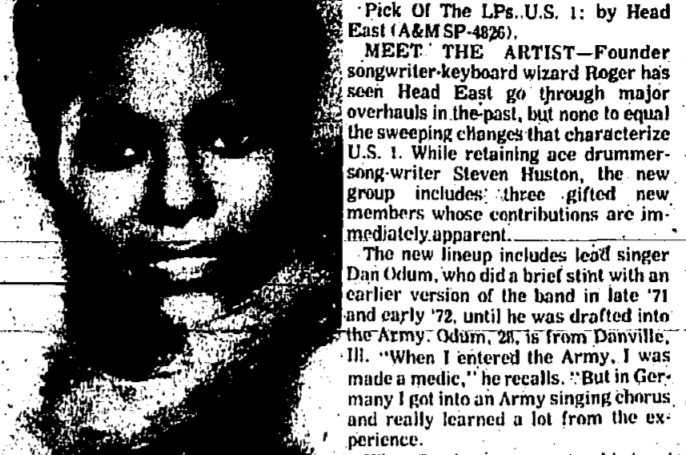 Pick Of The LPs..U.S. 1: by Head
East (A&M SP-4826).
MEET THE ARTIST—Founder
songwriter-keyboard wizard Roger has
seen Head East go through major
overhauls in the past, but none to equal
the sweeping changes that characterize
U.S. 1. While retaining ace drummer-
song-writer Steven Huston, the new
group includes three gifted new
members whose contributions are im-
mediately apparent.
The new lineup includes lead singer
Dan Odum, who did a brief stint with an
earlier version of the band in late '71
and early '72, until he was drafted into
the Army. Odum, 28, is from Danville,
Ill. "When I entered the Army, I was
made a medic," he recalls. "But in Ger-
many I got into an Army singing chorus
and really learned a lot from the ex-
perience.